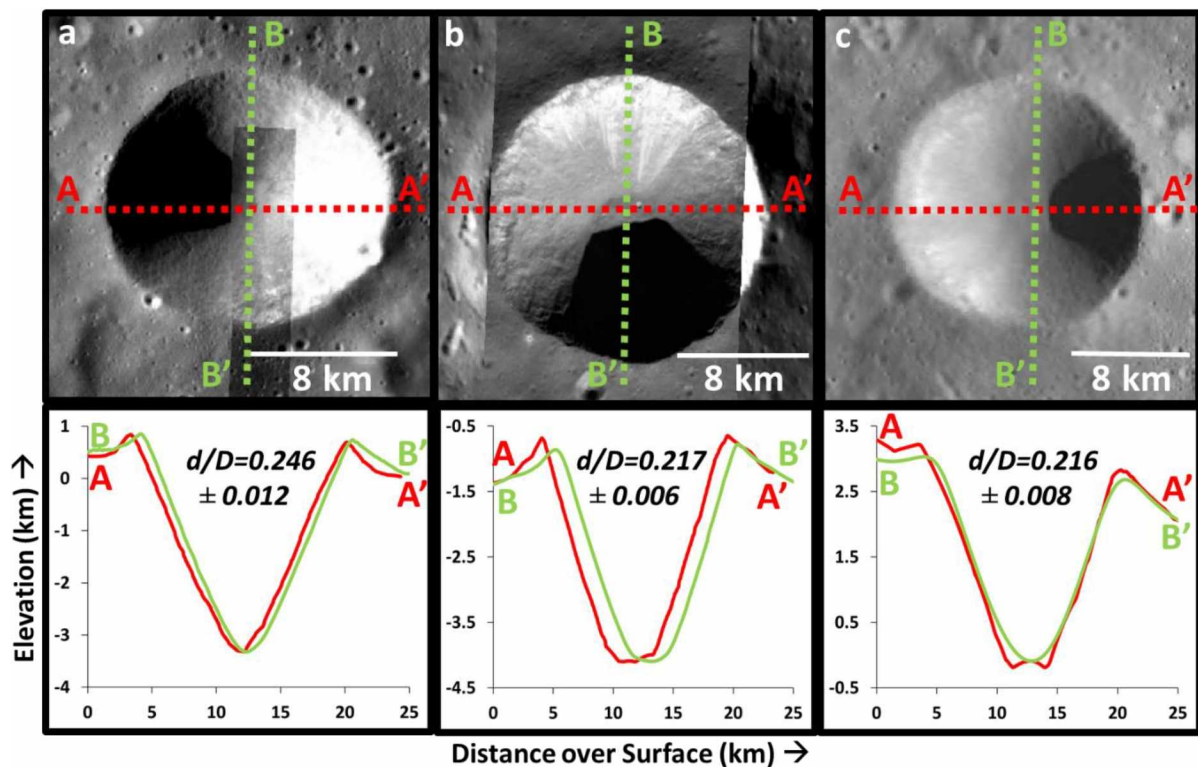 a
B
A
A'
B'
8 km
b
B
A
A'
B'
8 km
c
B
A
A'
B'
8 km
Elevation (km) →
1
0
-1
-2
-3
-4
B
A
d/D=0.246
± 0.012
B'
A'
0 5 10 15 20 25
-0.5
-1.5
-2.5
-3.5
-4.5
A
B
d/D=0.217
± 0.006
B'
A'
0 5 10 15 20 25
3.5
2.5
1.5
0.5
-0.5
A
B
d/D=0.216
± 0.008
A'
B'
0 5 10 15 20 25
Distance over Surface (km) →